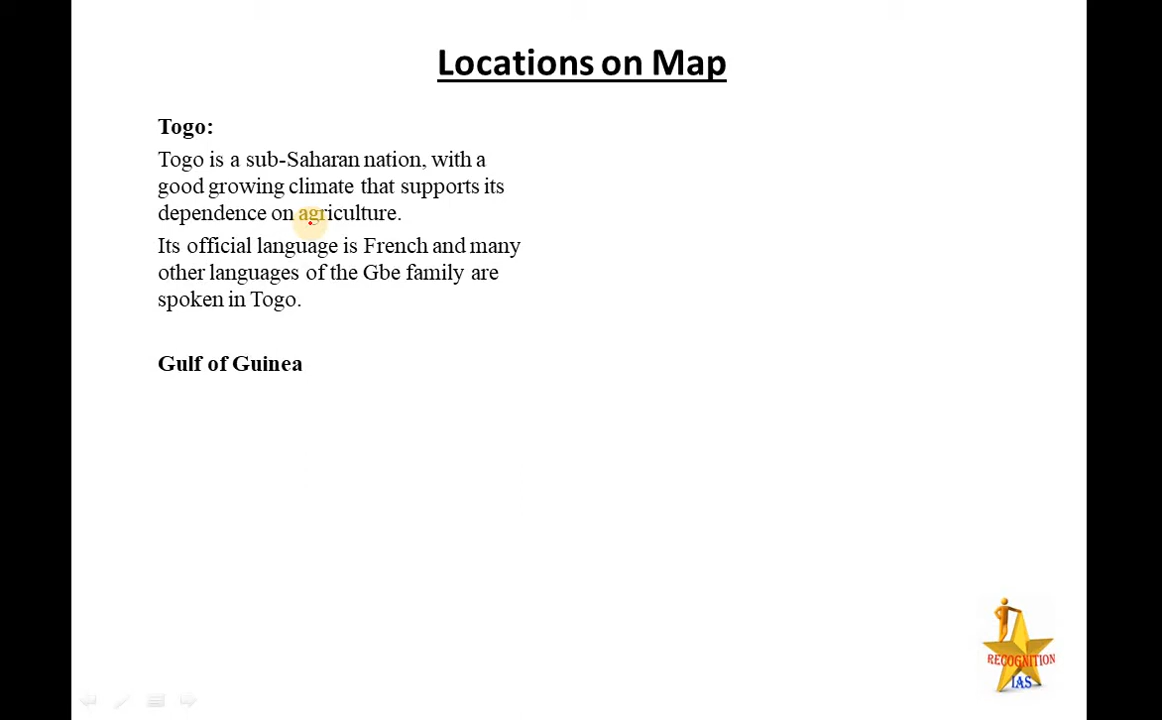 Locations on Map
Togo:
Togo is a sub-Saharan nation, with a
good growing climate that supports its
dependence on agriculture.
Its official language is French and many
other languages of the Gbe family are
spoken in Togo.
Gulf of Guinea
RECOGNITION
IAS